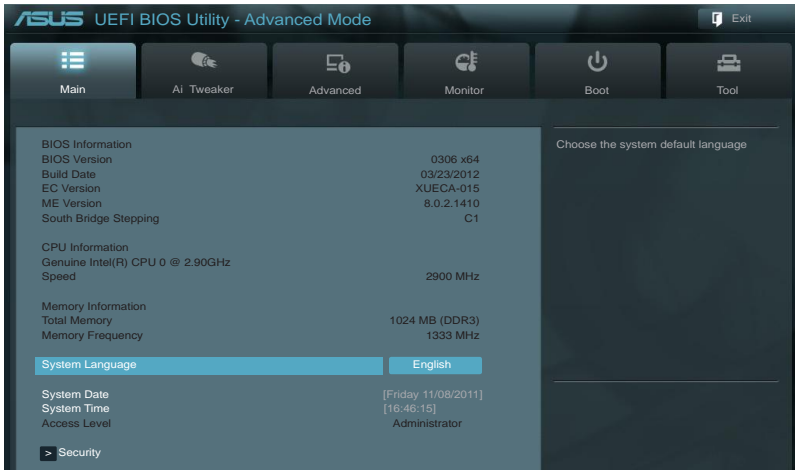 ASUS UEFI BIOS Utility - Advanced Mode
Exit
Main
Ai Tweaker
Advanced
Monitor
Boot
Tool
BIOS Information
BIOS Version 0306 x64
Build Date 03/23/2012
EC Version XUECA-015
ME Version 8.0.2.1410
South Bridge Stepping C1
CPU Information
Genuine Intel(R) CPU 0 @ 2.90GHz
Speed 2900 MHz
Memory Information
Total Memory 1024 MB (DDR3)
Memory Frequency 1333 MHz
System Language English
System Date [Friday 11/08/2011]
System Time [16:46:15]
Access Level Administrator
> Security
Choose the system default language